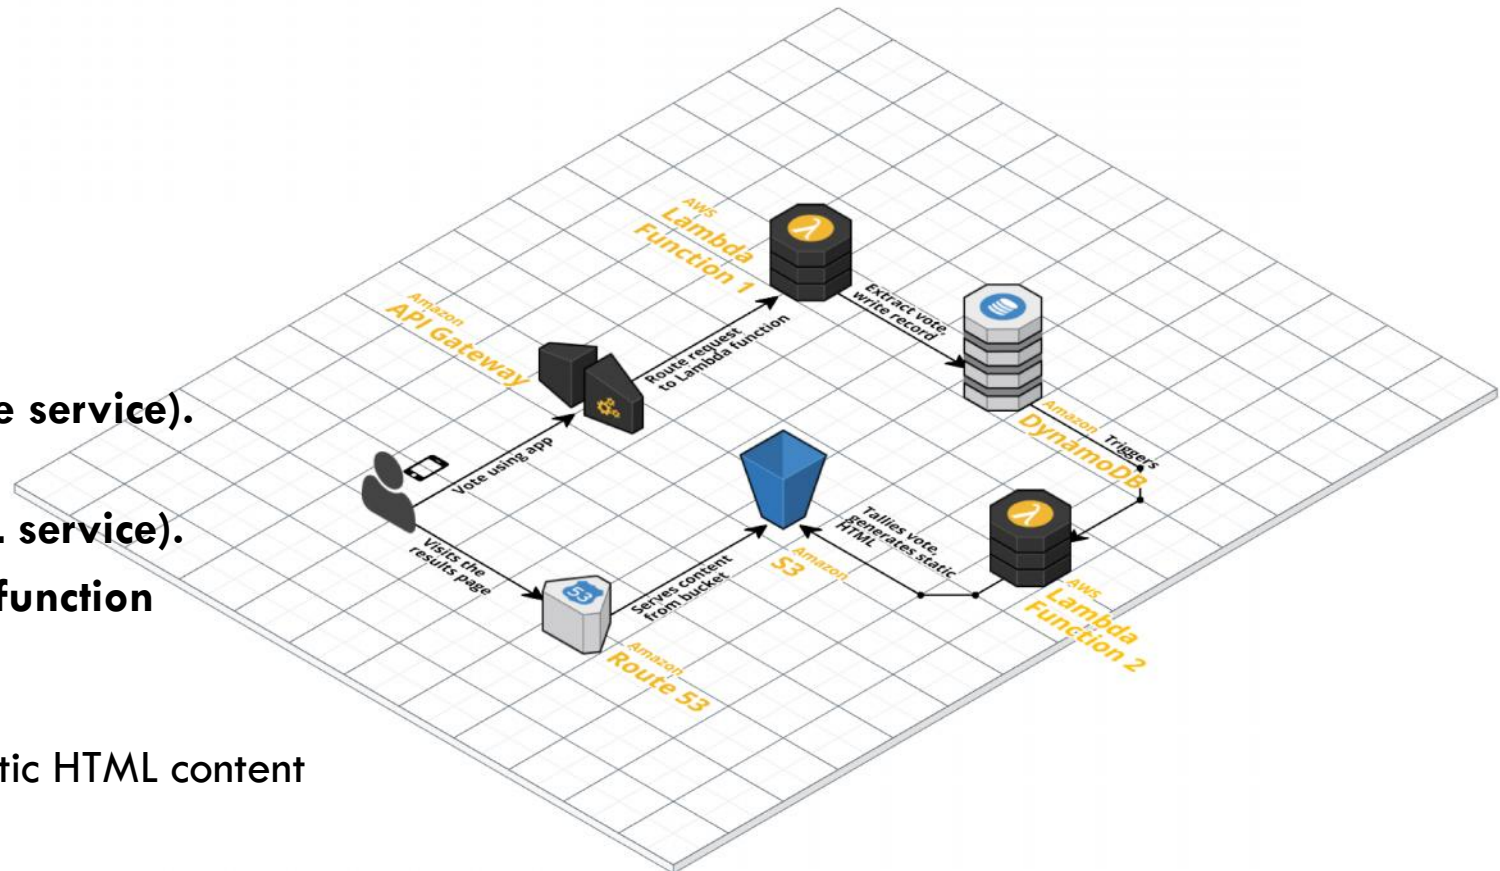 AWS
Lambda
Function 1
Extract vote,
write record
Amazon
API Gateway
Route request
to Lambda function
e service).
Amazon
DynamoDB
Triggers
Vote using app
. service).
Tallies vote,
generates static
HTML
Visits the
results page
Amazon
S3
Serves content
from bucket
53
function
AWS
Lambda
Function 2
Amazon
Route 53
tic HTML content